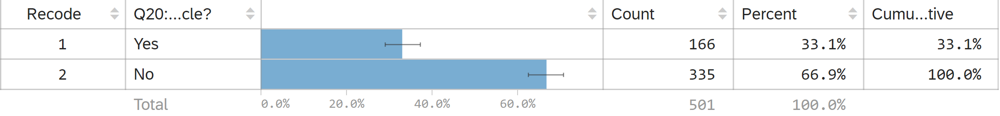 Recode Q20:...cle? Count Percent Cumu...tive
1 Yes 166 33.1% 33.1%
2 No 335 66.9% 100.0%
Total 0.0% 20.0% 40.0% 60.0% 501 100.0%